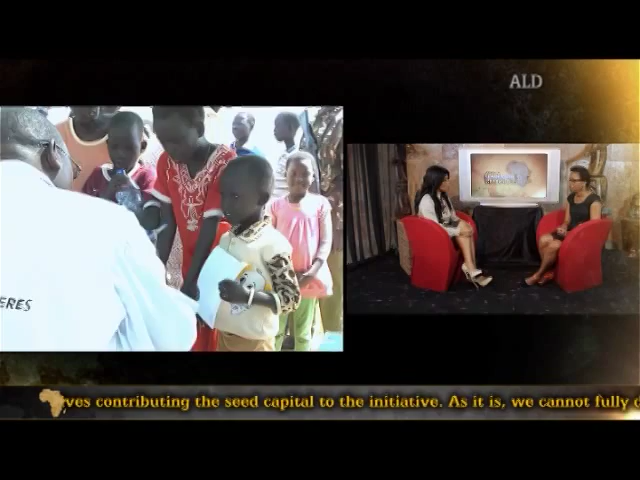 ALD
ERES
ves contributing the seed capital to the initiative. As it is, we cannot fully d